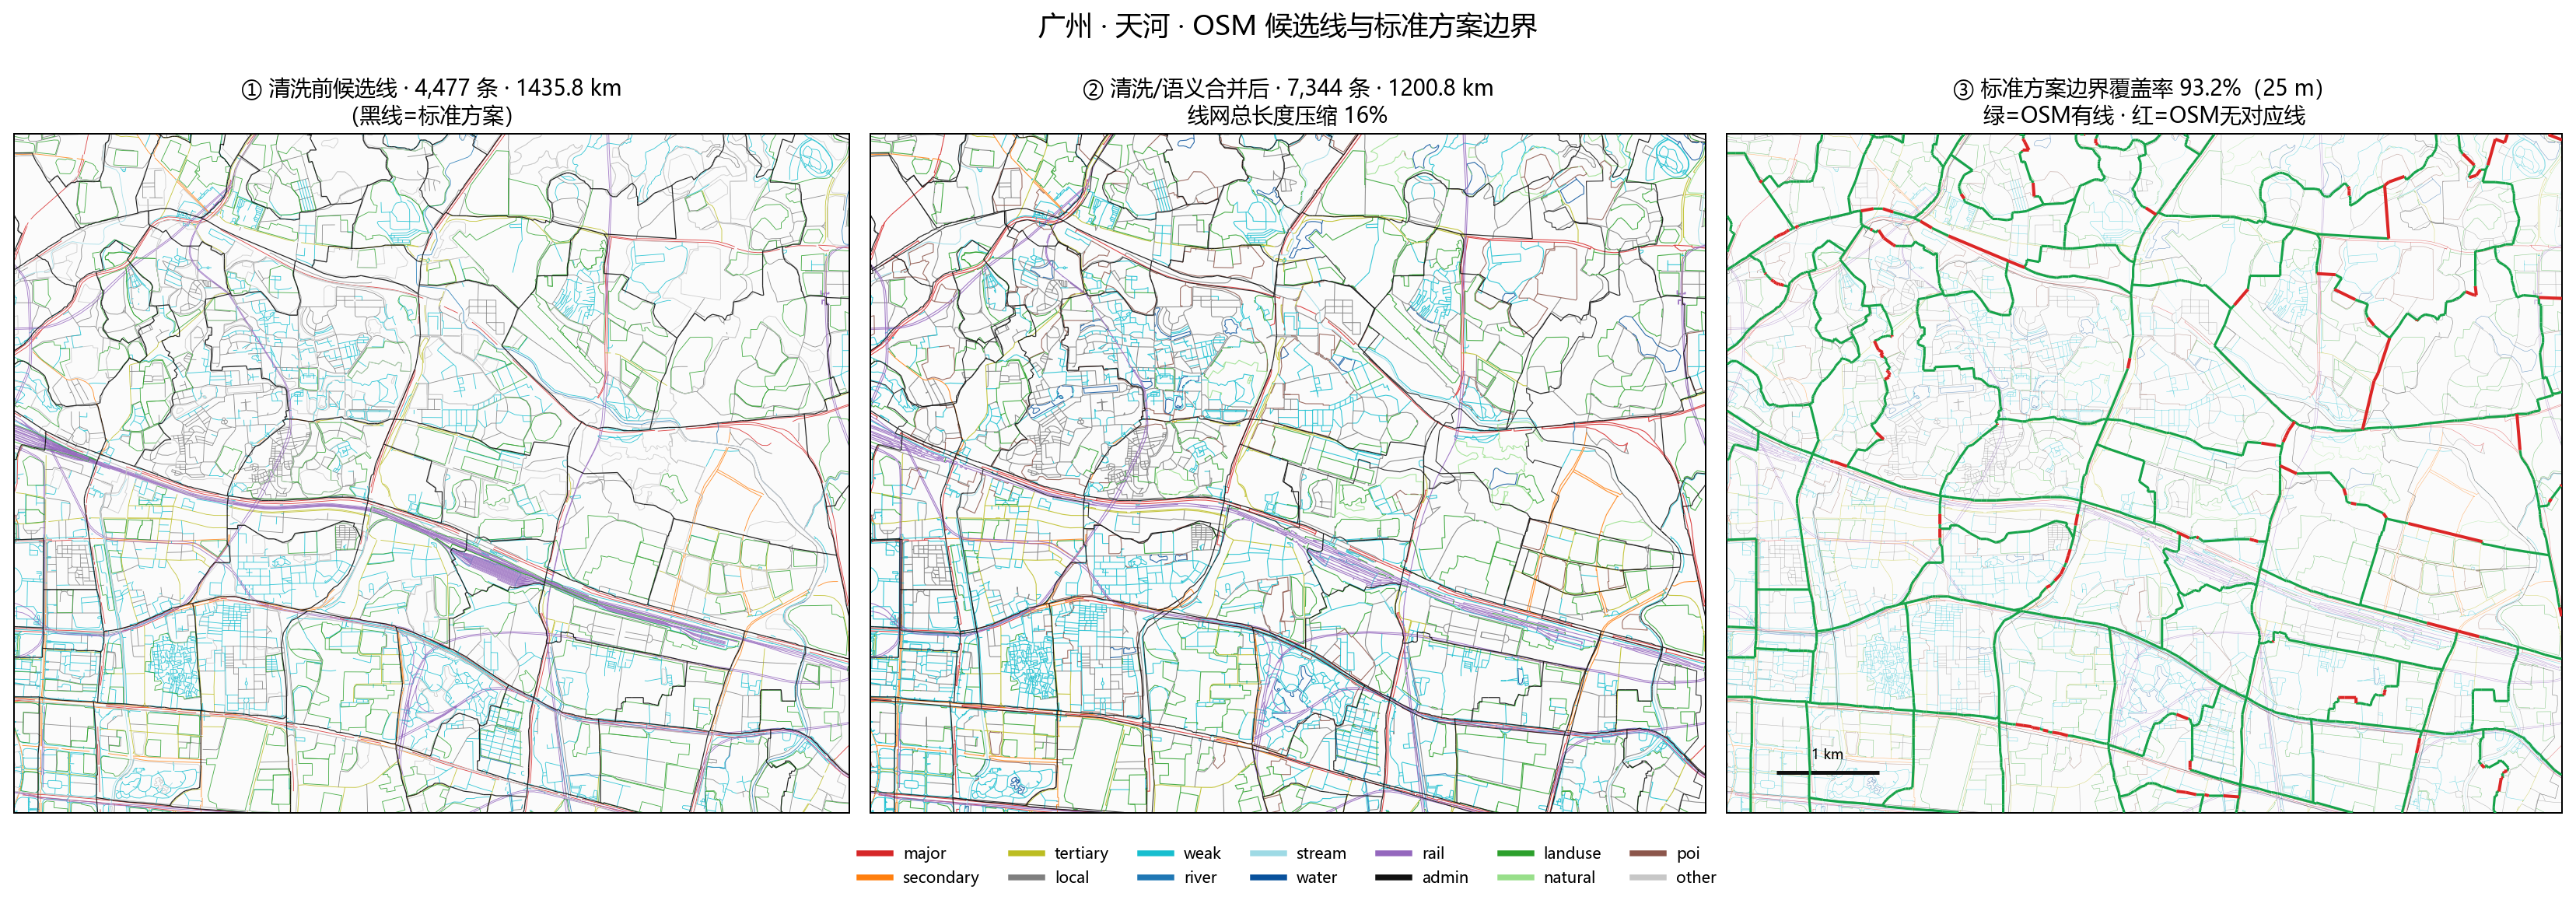 广州 · 天河 · OSM 候选线与标准方案边界
① 清洗前候选线 · 4,477 条 · 1435.8 km
(黑线=标准方案)
② 清洗/语义合并后 · 7,344 条 · 1200.8 km
线网总长度压缩 16%
③ 标准方案边界覆盖率 93.2%（25 m）
绿=OSM有线 · 红=OSM无对应线
1 km
major
tertiary
weak
stream
rail
landuse
poi
secondary
local
river
water
admin
natural
other